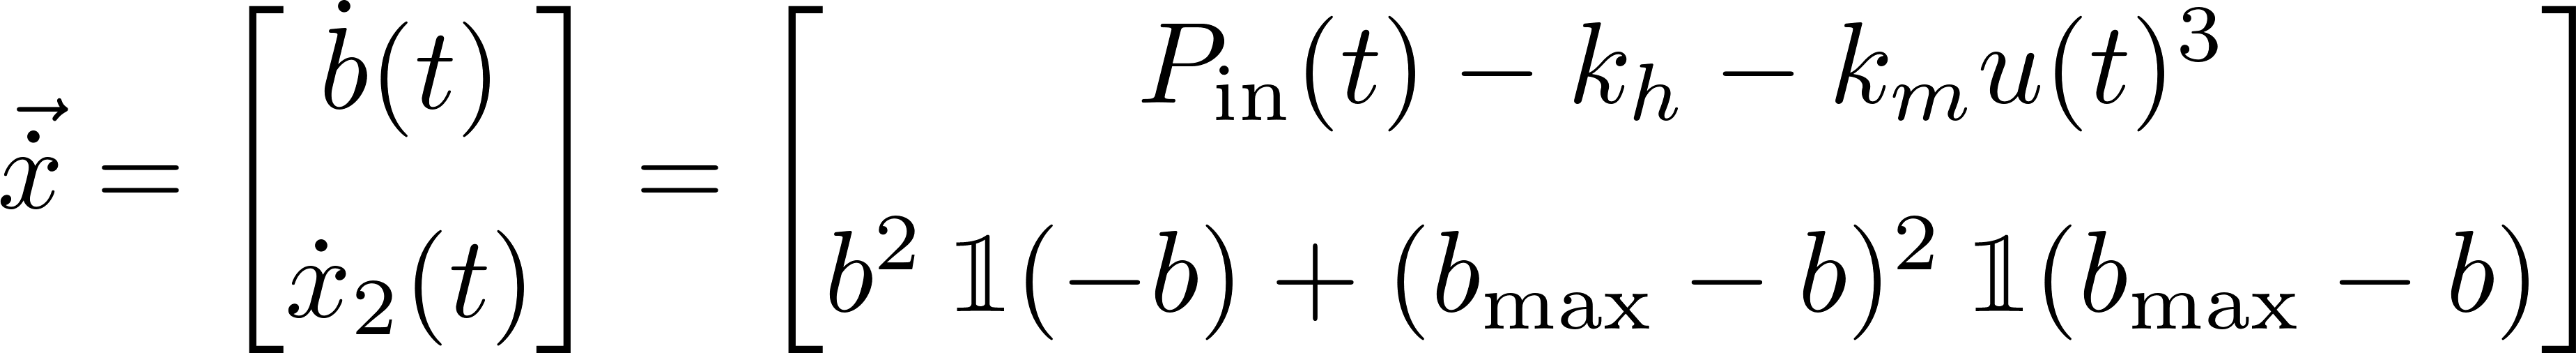 $\dot{\vec{x}} = \begin{bmatrix} \dot{b}(t) \\ \dot{x}_2(t) \end{bmatrix} = \begin{bmatrix} P_{\text{in}}(t) - k_h - k_m u(t)^3 \\ b^2 \, \mathbb{1}(-b) + (b_{\max} - b)^2 \, \mathbb{1}(b_{\max} - b) \end{bmatrix}$